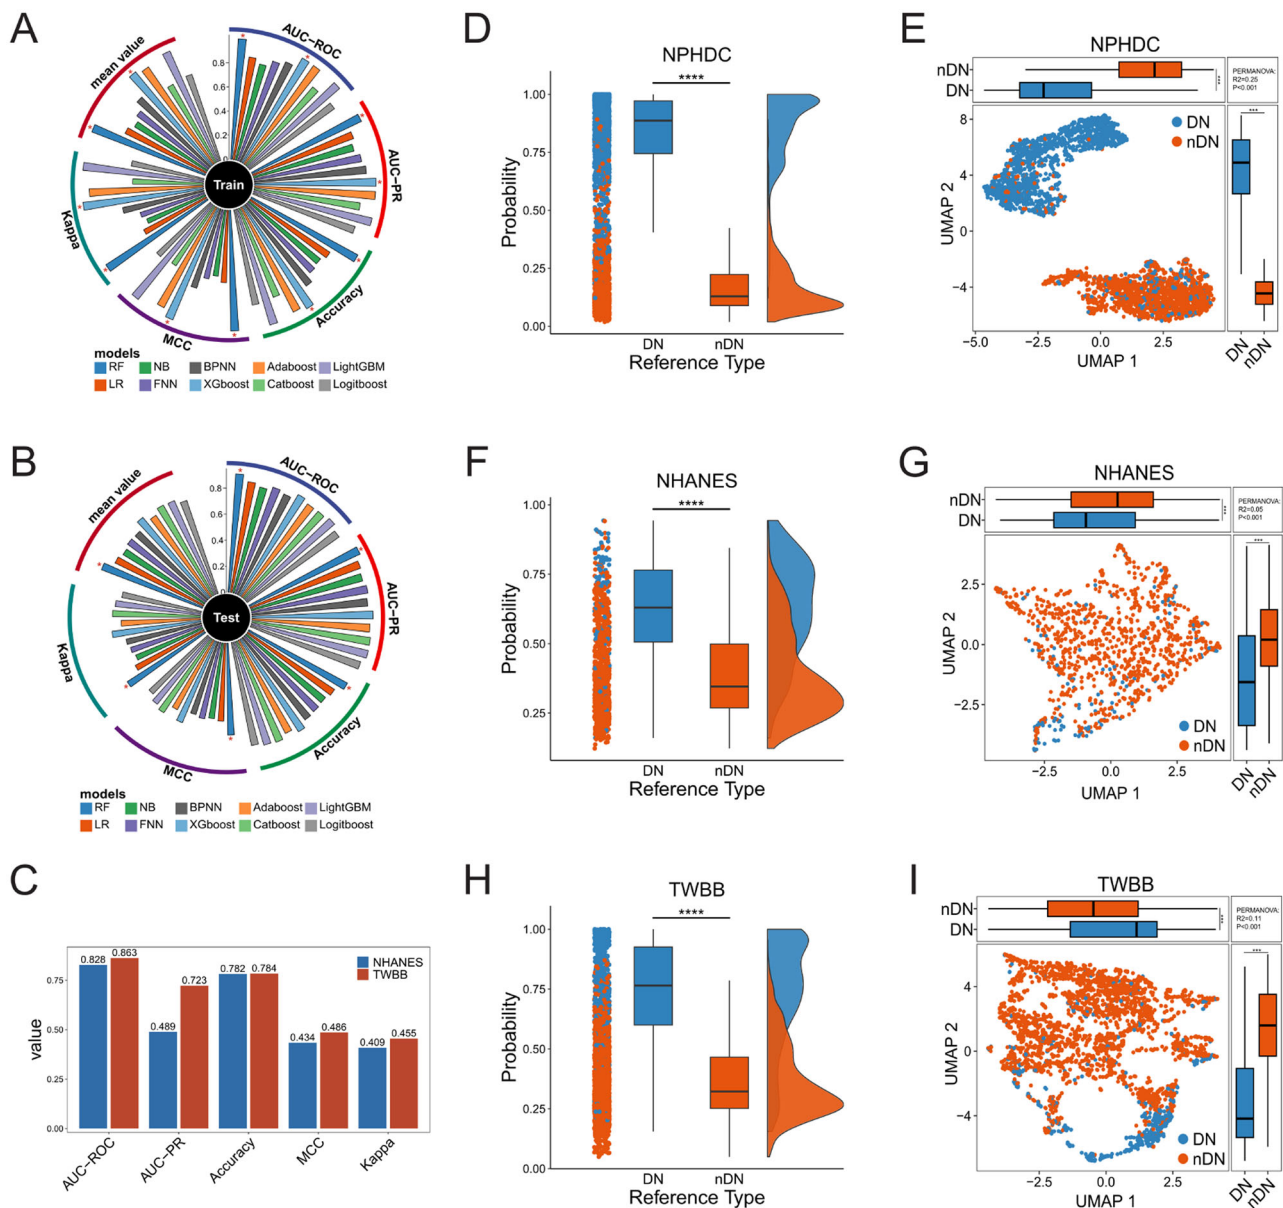 A
AUC−ROC
AUC−PR
Accuracy
MCC
Kappa
mean value
0.8
0.6
0.4
0.2
0
Train
models
RF NB BPNN Adaboost LightGBM
LR FNN XGboost Catboost Logitboost
B
AUC−ROC
AUC−PR
Accuracy
MCC
Kappa
mean value
0.8
0.6
0.4
0.2
0
Test
models
RF NB BPNN Adaboost LightGBM
LR FNN XGboost Catboost Logitboost
C
value
0.75
0.50
0.25
0.00
0.828 0.863
0.489 0.723
0.782 0.784
0.434 0.486
0.409 0.455
NHANES
TWBB
AUC−ROC AUC−PR Accuracy MCC Kappa
D
NPHDC
****
Probability
1.00
0.75
0.50
0.25
0.00
DN nDN
Reference Type
E
NPHDC
nDN
DN
***
PERMANOVA:
R2=0.25
P<0.001
***
DN
nDN
UMAP 2
8
4
0
−4
−5.0 −2.5 0.0 2.5
UMAP 1
DN
nDN
F
NHANES
****
Probability
1.00
0.75
0.50
0.25
DN nDN
Reference Type
G
NHANES
nDN
DN
***
PERMANOVA:
R2=0.05
P<0.001
***
UMAP 2
2.5
0.0
−2.5
DN
nDN
−2.5 0.0 2.5
UMAP 1
DN
nDN
H
TWBB
****
Probability
1.00
0.75
0.50
0.25
0.00
DN nDN
Reference Type
I
TWBB
nDN
DN
***
PERMANOVA:
R2=0.11
P<0.001
***
UMAP 2
4
0
−4
DN
nDN
−2.5 0.0 2.5
UMAP 1
DN
nDN